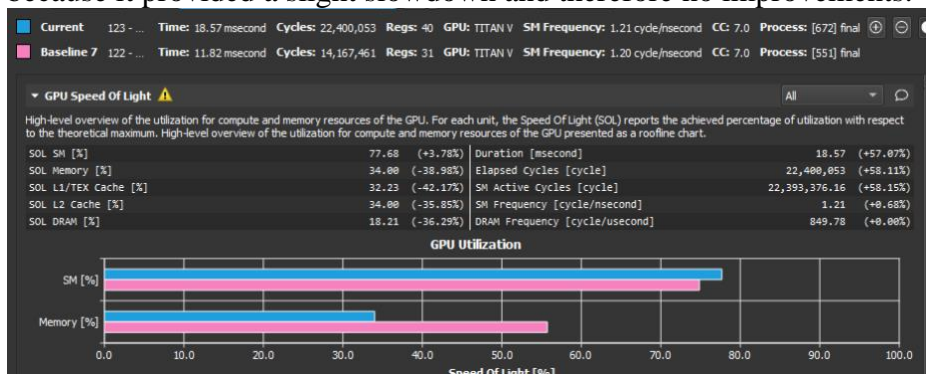 because it provided a slight slowdown and therefore no improvements.
Current 123 - ... Time: 18.57 msecond Cycles: 22,400,053 Regs: 40 GPU: TITAN V SM Frequency: 1.21 cycle/nsecond CC: 7.0 Process: [672] final
Baseline 7 122 - ... Time: 11.82 msecond Cycles: 14,167,461 Regs: 31 GPU: TITAN V SM Frequency: 1.20 cycle/nsecond CC: 7.0 Process: [551] final
GPU Speed Of Light All
High-level overview of the utilization for compute and memory resources of the GPU. For each unit, the Speed Of Light (SOL) reports the achieved percentage of utilization with respect
to the theoretical maximum. High-level overview of the utilization for compute and memory resources of the GPU presented as a roofline chart.
SOL SM [%] 77.68 (+3.78%) Duration [msecond] 18.57 (+57.07%)
SOL Memory [%] 34.00 (-38.98%) Elapsed Cycles [cycle] 22,400,053 (+58.11%)
SOL L1/TEX Cache [%] 32.23 (-42.17%) SM Active Cycles [cycle] 22,393,376.16 (+58.15%)
SOL L2 Cache [%] 34.00 (-35.85%) SM Frequency [cycle/nsecond] 1.21 (+0.68%)
SOL DRAM [%] 18.21 (-36.29%) DRAM Frequency [cycle/usecond] 849.78 (+0.00%)
GPU Utilization
SM [%]
Memory [%]
0.0 10.0 20.0 30.0 40.0 50.0 60.0 70.0 80.0 90.0 100.0
Speed Of Light [%]